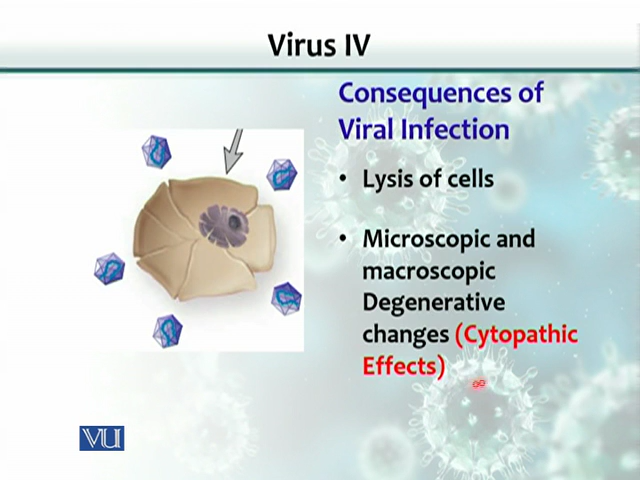 Virus IV
Consequences of
Viral Infection
• Lysis of cells
• Microscopic and
macroscopic
Degenerative
changes (Cytopathic
Effects)
VU